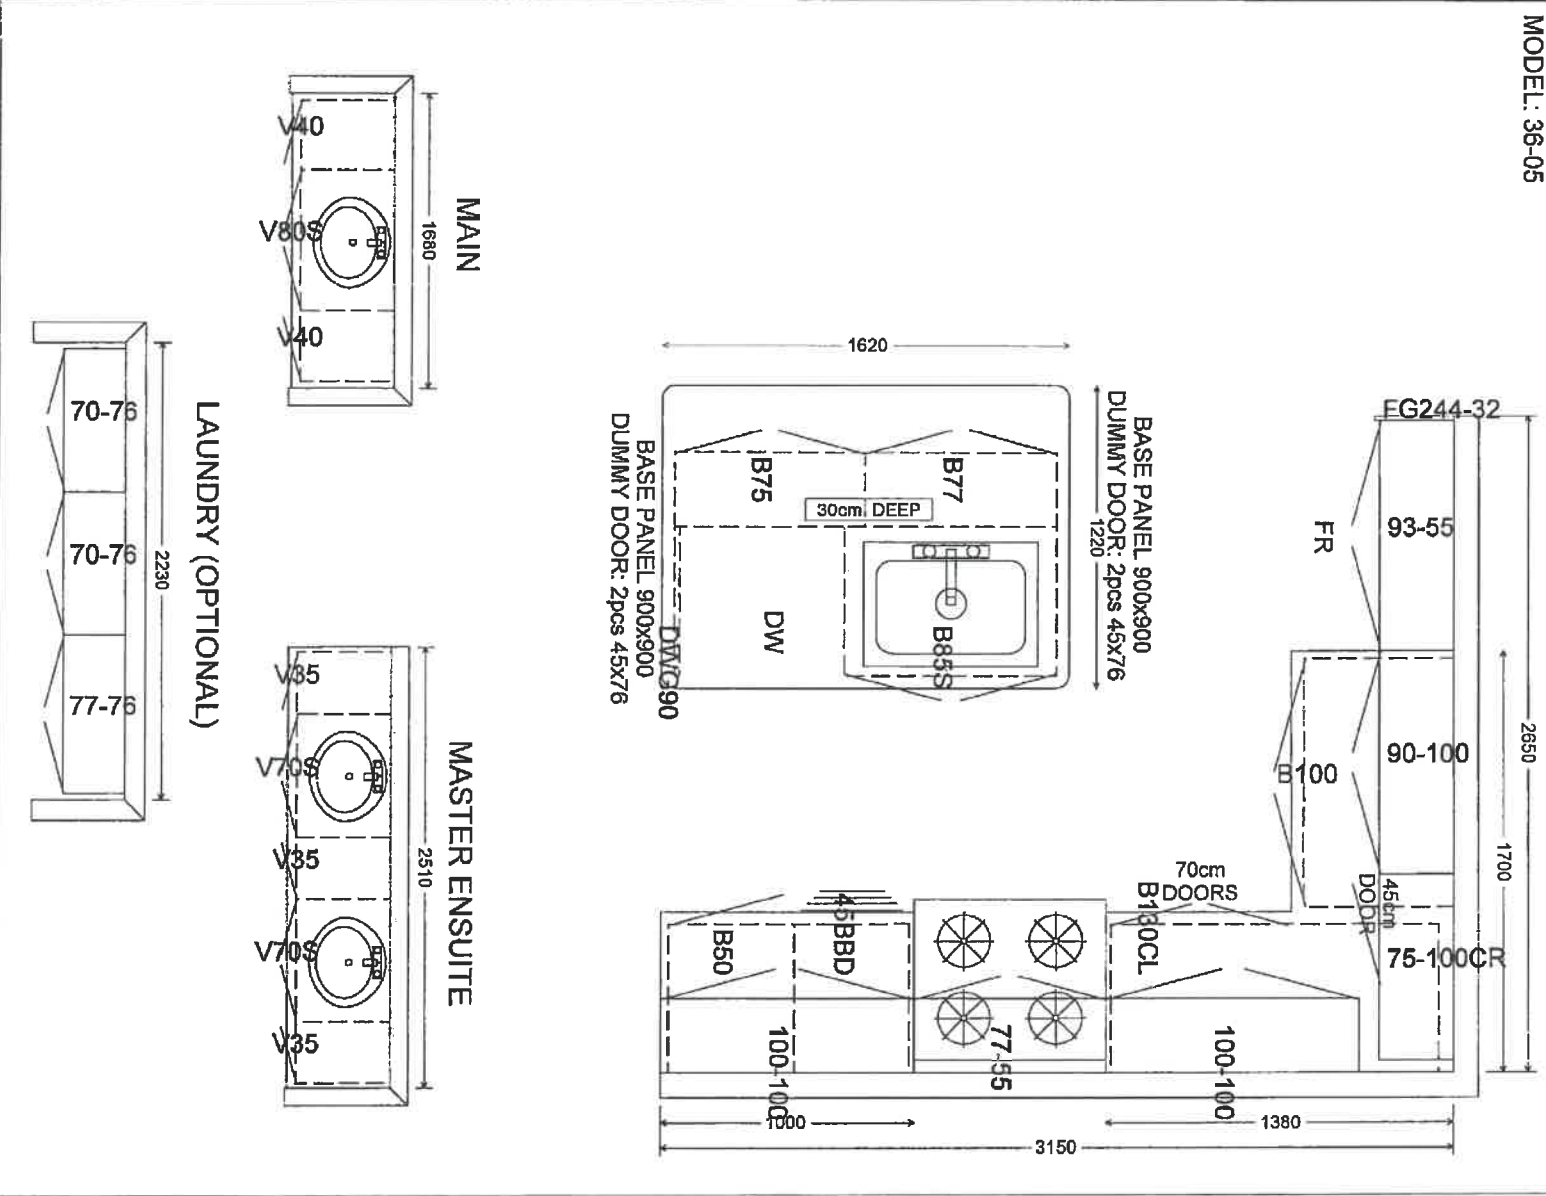 MODEL: 36-05
MAIN
V40
V80S
V40
1680
LAUNDRY (OPTIONAL)
70-76
70-76
77-76
2230
MASTER ENSUITE
V35
V70S
V35
V70S
V35
2510
1620
1220
BASE PANEL 900x900
DUMMY DOOR: 2pcs 45x76
BASE PANEL 900x900
DUMMY DOOR: 2pcs 45x76
B75
B77
30cm DEEP
DW
DWG90
B85S
FG244-32
93-55
FR
90-100
B100
2650
1700
70cm
DOORS
45cm
DOOR
75-100CR
B130CL
45BBD
B50
100-100
77-55
100-100
1000
1380
3150